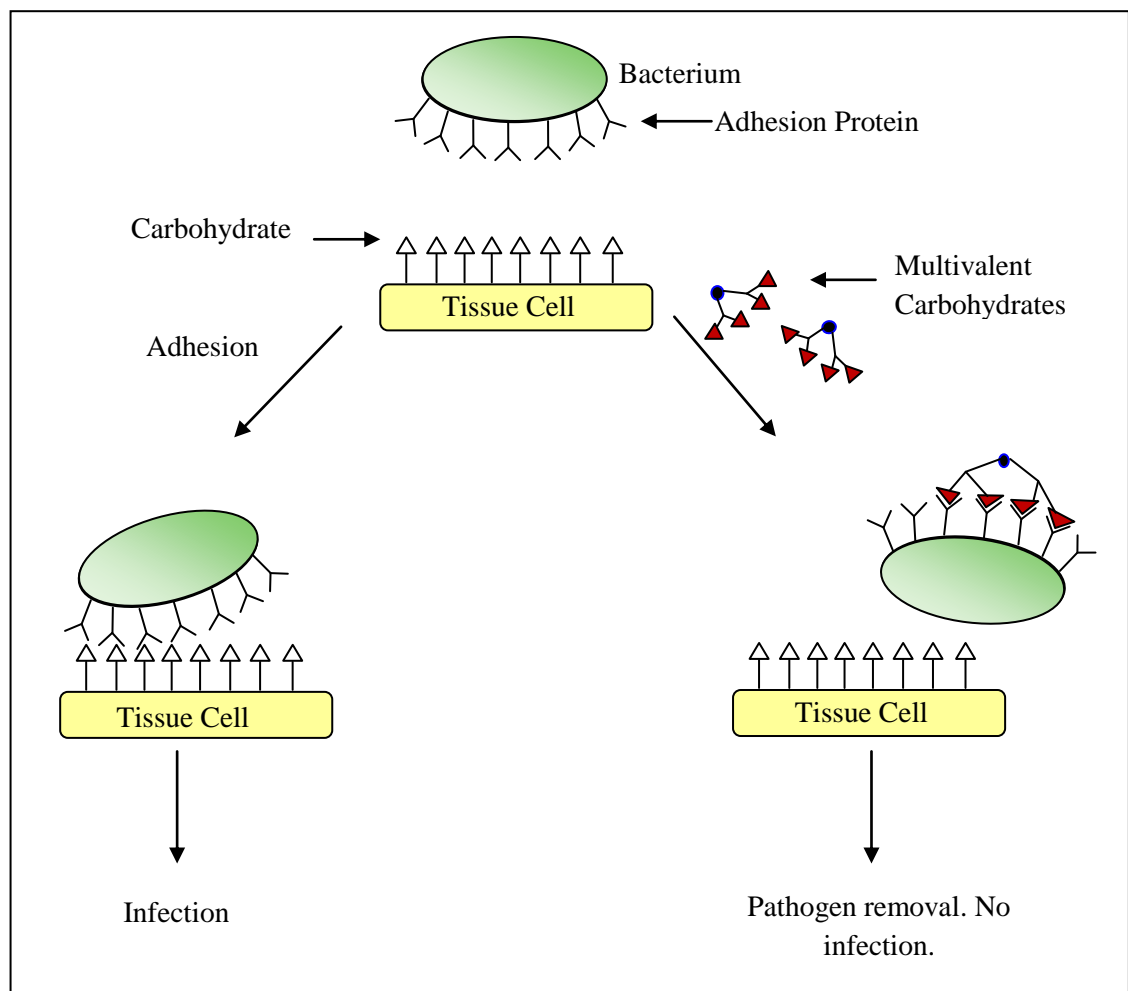 Bacterium
Adhesion Protein
Carbohydrate
Multivalent
Carbohydrates
Tissue Cell
Adhesion
Tissue Cell
Tissue Cell
Infection
Pathogen removal. No
infection.